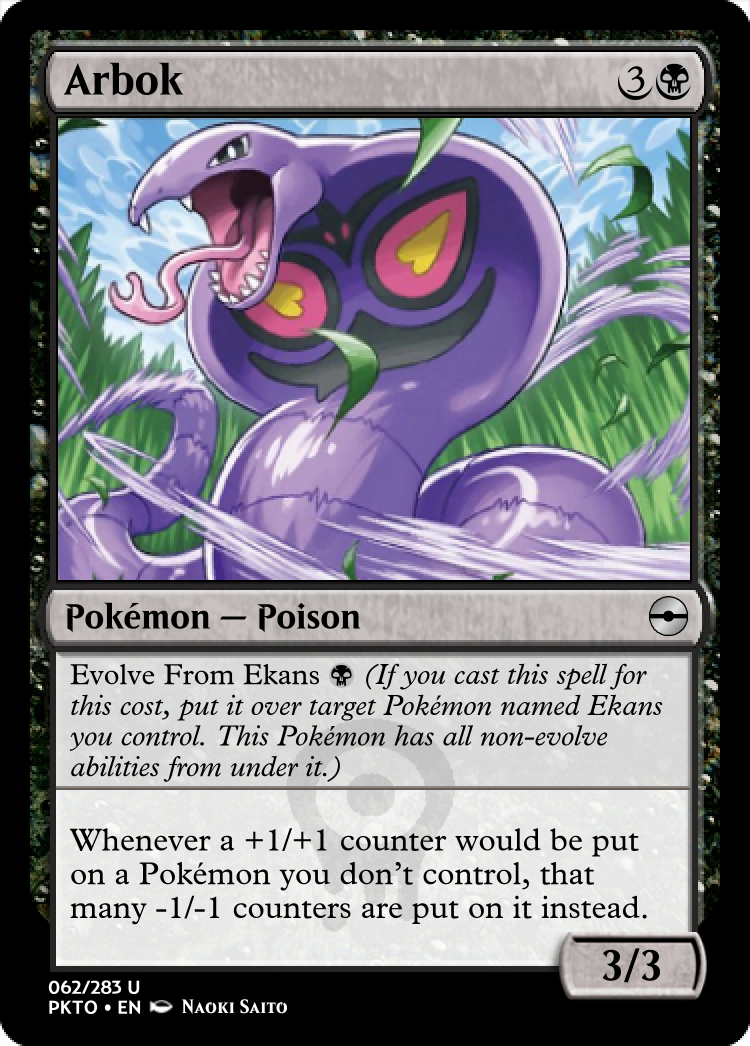 Arbok 3
Pokémon — Poison
Evolve From Ekans (If you cast this spell for
this cost, put it over target Pokémon named Ekans
you control. This Pokémon has all non-evolve
abilities from under it.)
Whenever a +1/+1 counter would be put
on a Pokémon you don't control, that
many -1/-1 counters are put on it instead.
3/3
062/283 U
PKTO • EN Naoki Saito